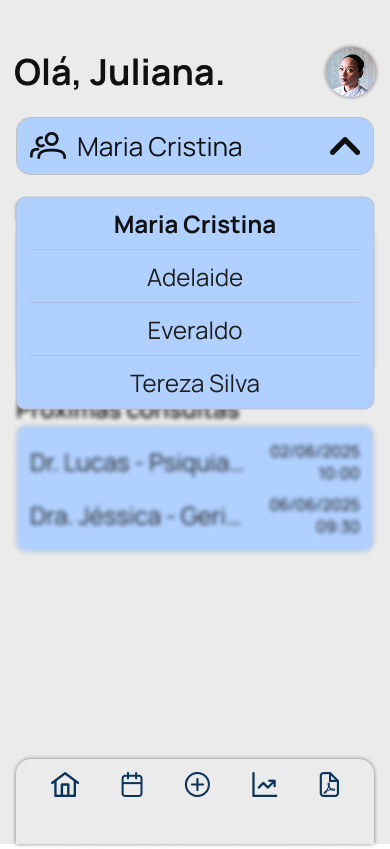 Olá, Juliana.
Maria Cristina
Maria Cristina
Adelaide
Everaldo
Tereza Silva
Próximas consultas
Dr. Lucas - Psiquia... 02/06/2025
10:00
Dra. Jéssica - Geri... 06/06/2025
09:30